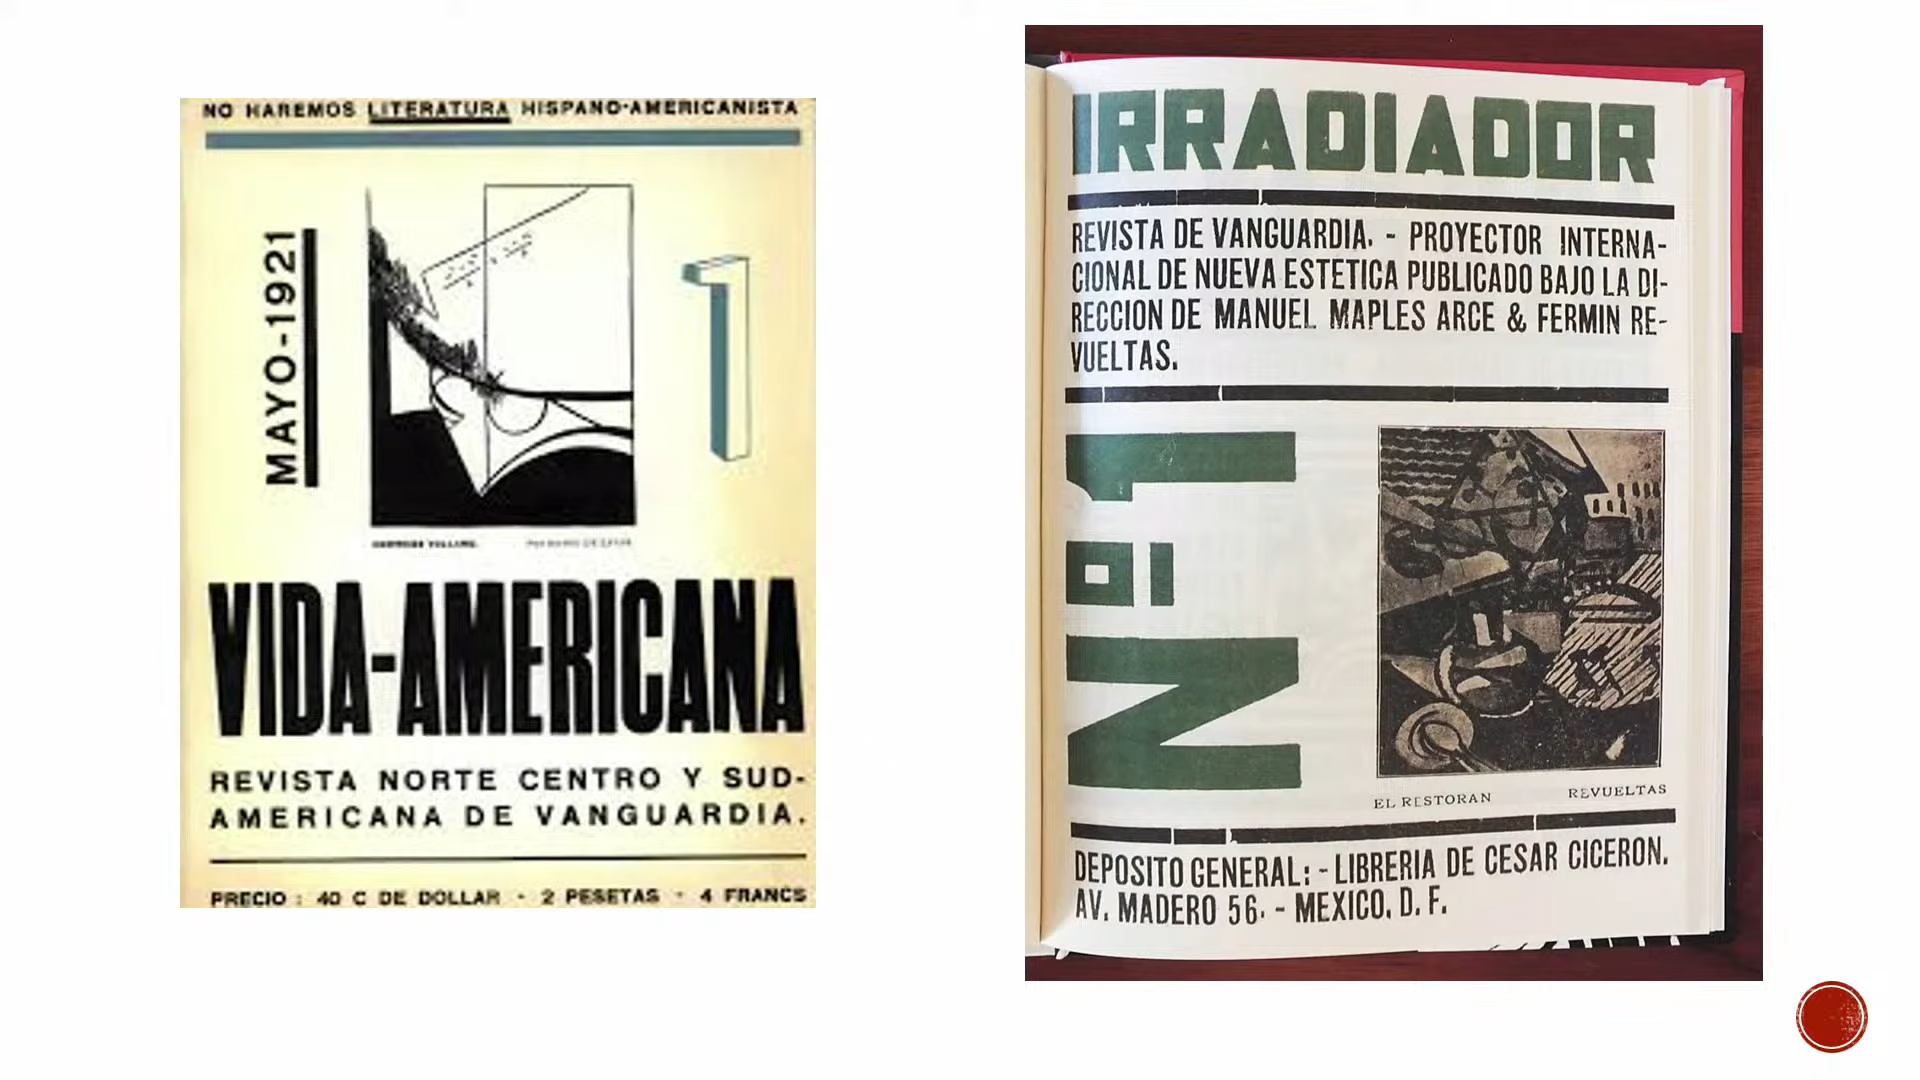 NO HAREMOS LITERATURA HISPANO-AMERICANISTA
MAYO-1921
1
VIDA-AMERICANA
REVISTA NORTE CENTRO Y SUD-
AMERICANA DE VANGUARDIA.
PRECIO : 40 C DE DOLLAR - 2 PESETAS - 4 FRANCS
IRRADIADOR
REVISTA DE VANGUARDIA. - PROYECTOR INTERNA-
CIONAL DE NUEVA ESTETICA PUBLICADO BAJO LA DI-
RECCION DE MANUEL MAPLES ARCE & FERMIN RE-
VUELTAS.
Nº1
EL RESTORAN REVUELTAS
DEPOSITO GENERAL: - LIBRERIA DE CESAR CICERON.
AV. MADERO 56. - MEXICO, D. F.